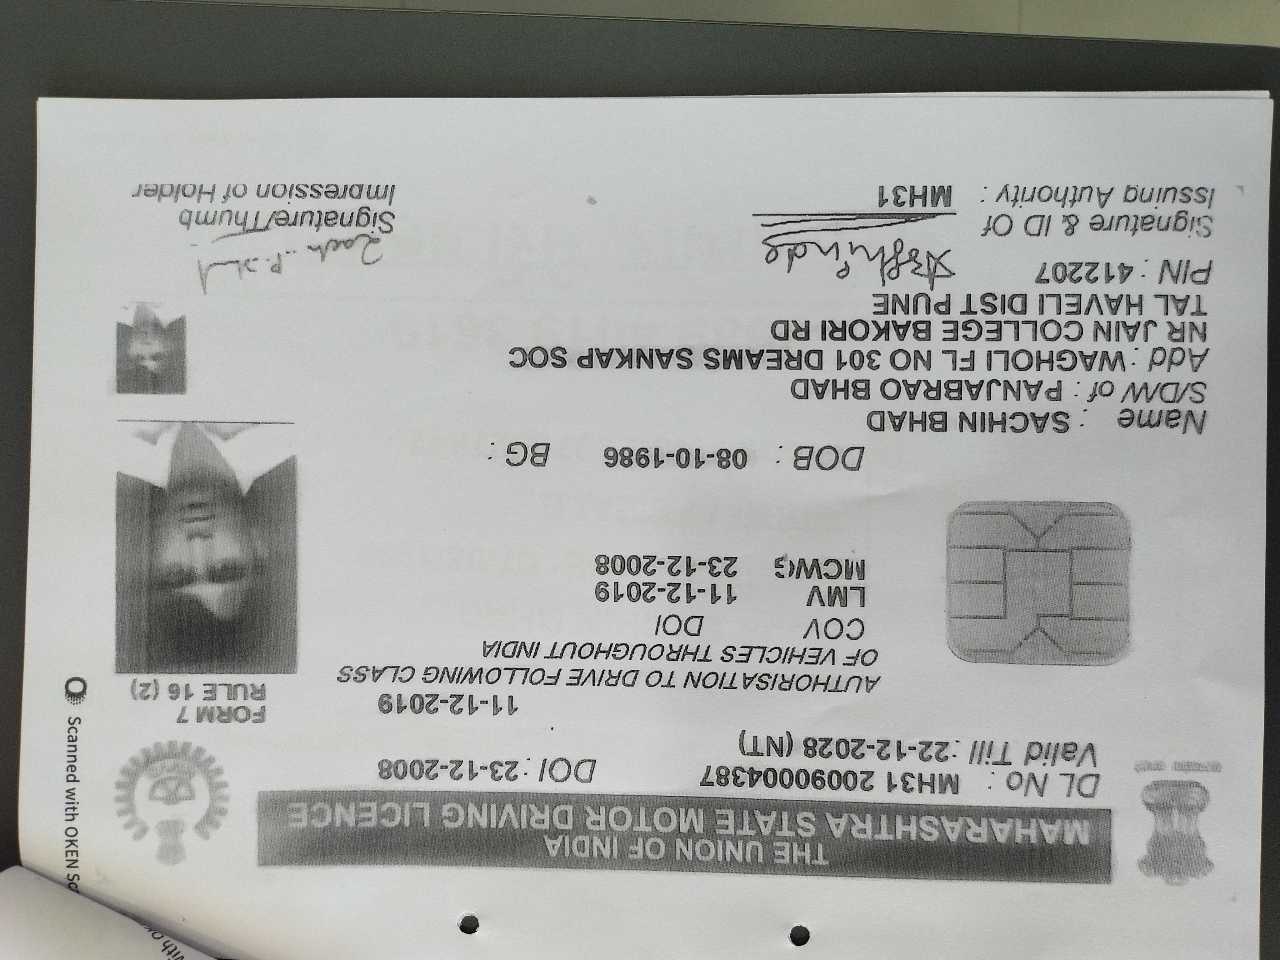 THE UNION OF INDIA
MAHARASHTRA STATE MOTOR DRIVING LICENCE
DL No : MH31 20090004387 DOI : 23-12-2008
Valid Till : 22-12-2028 (NT)
11-12-2019
FORM 7
RULE 16 (2)
AUTHORISATION TO DRIVE FOLLOWING CLASS
OF VEHICLES THROUGHOUT INDIA
COV DOI
LMV 11-12-2019
MCWG 23-12-2008
DOB : 08-10-1986 BG :
Name : SACHIN BHAD
S/D/W of : PANJABRAO BHAD
Add : WAGHOLI FL NO 301 DREAMS SANKAP SOC
NR JAIN COLLEGE BAKORI RD
TAL HAVELI DIST PUNE
PIN : 412207
Signature & ID Of
Issuing Authority : MH31
Signature/Thumb
Impression of Holder
Scanned with OKEN Sc